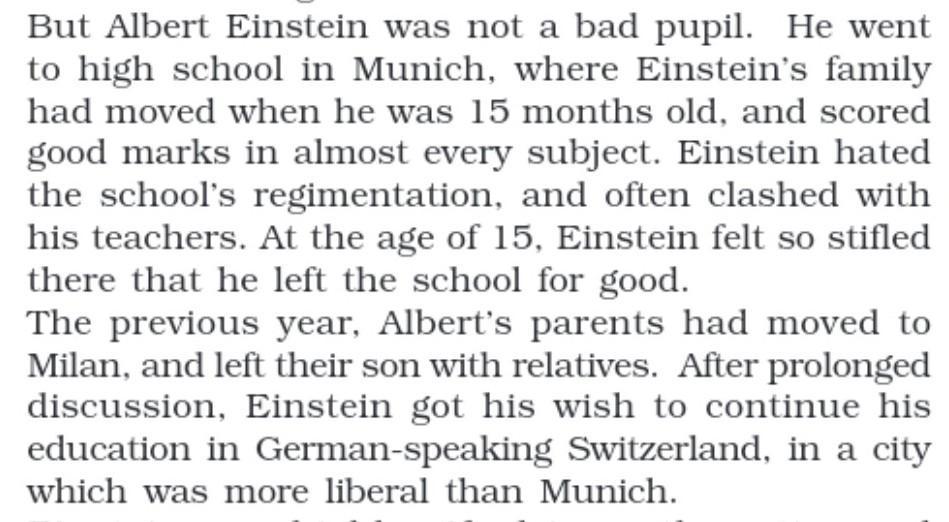 But Albert Einstein was not a bad pupil. He went
to high school in Munich, where Einstein's family
had moved when he was 15 months old, and scored
good marks in almost every subject. Einstein hated
the school's regimentation, and often clashed with
his teachers. At the age of 15, Einstein felt so stifled
there that he left the school for good.
The previous year, Albert's parents had moved to
Milan, and left their son with relatives. After prolonged
discussion, Einstein got his wish to continue his
education in German-speaking Switzerland, in a city
which was more liberal than Munich.